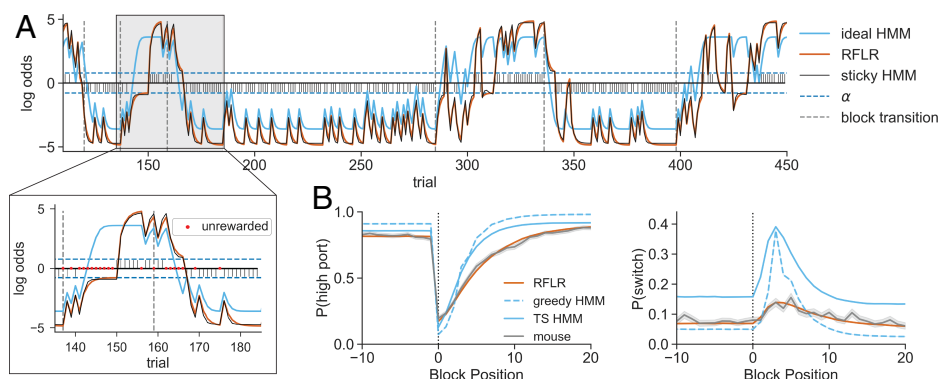 A
5
0
−5
log odds
150
200
250
300
350
400
450
trial
ideal HMM
RFLR
sticky HMM
α
block transition
5
0
−5
log odds
unrewarded
140
150
160
170
180
trial
B
1.0
0.5
0.0
P(high port)
RFLR
greedy HMM
TS HMM
mouse
−10
0
10
20
Block Position
0.4
0.3
0.2
0.1
0.0
P(switch)
−10
0
10
20
Block Position